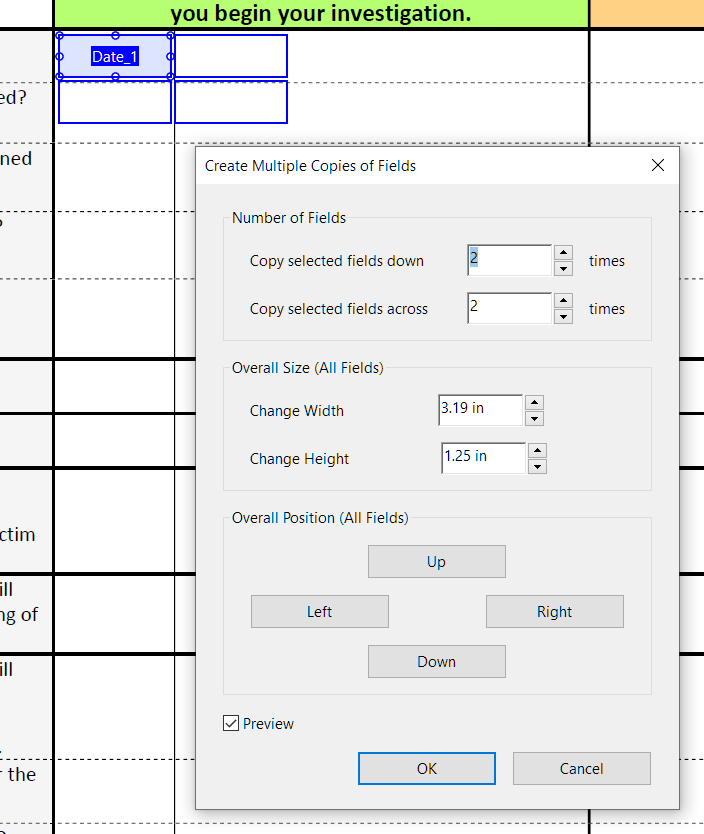 you begin your investigation.
Date_1
ed?
ned
?
ctim
ill
ng of
ill
r the
Create Multiple Copies of Fields
Number of Fields
Copy selected fields down 2 times
Copy selected fields across 2 times
Overall Size (All Fields)
Change Width 3.19 in
Change Height 1.25 in
Overall Position (All Fields)
Up
Left Right
Down
Preview
OK Cancel